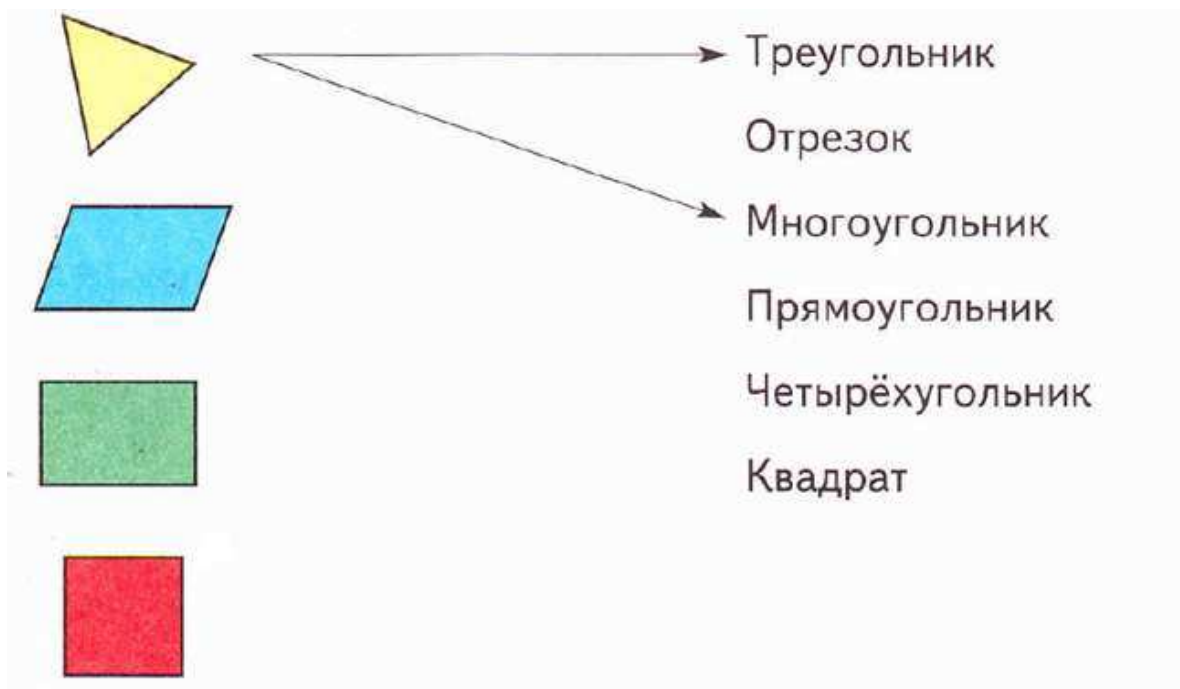 Треугольник
Отрезок
Многоугольник
Прямоугольник
Четырёхугольник
Квадрат